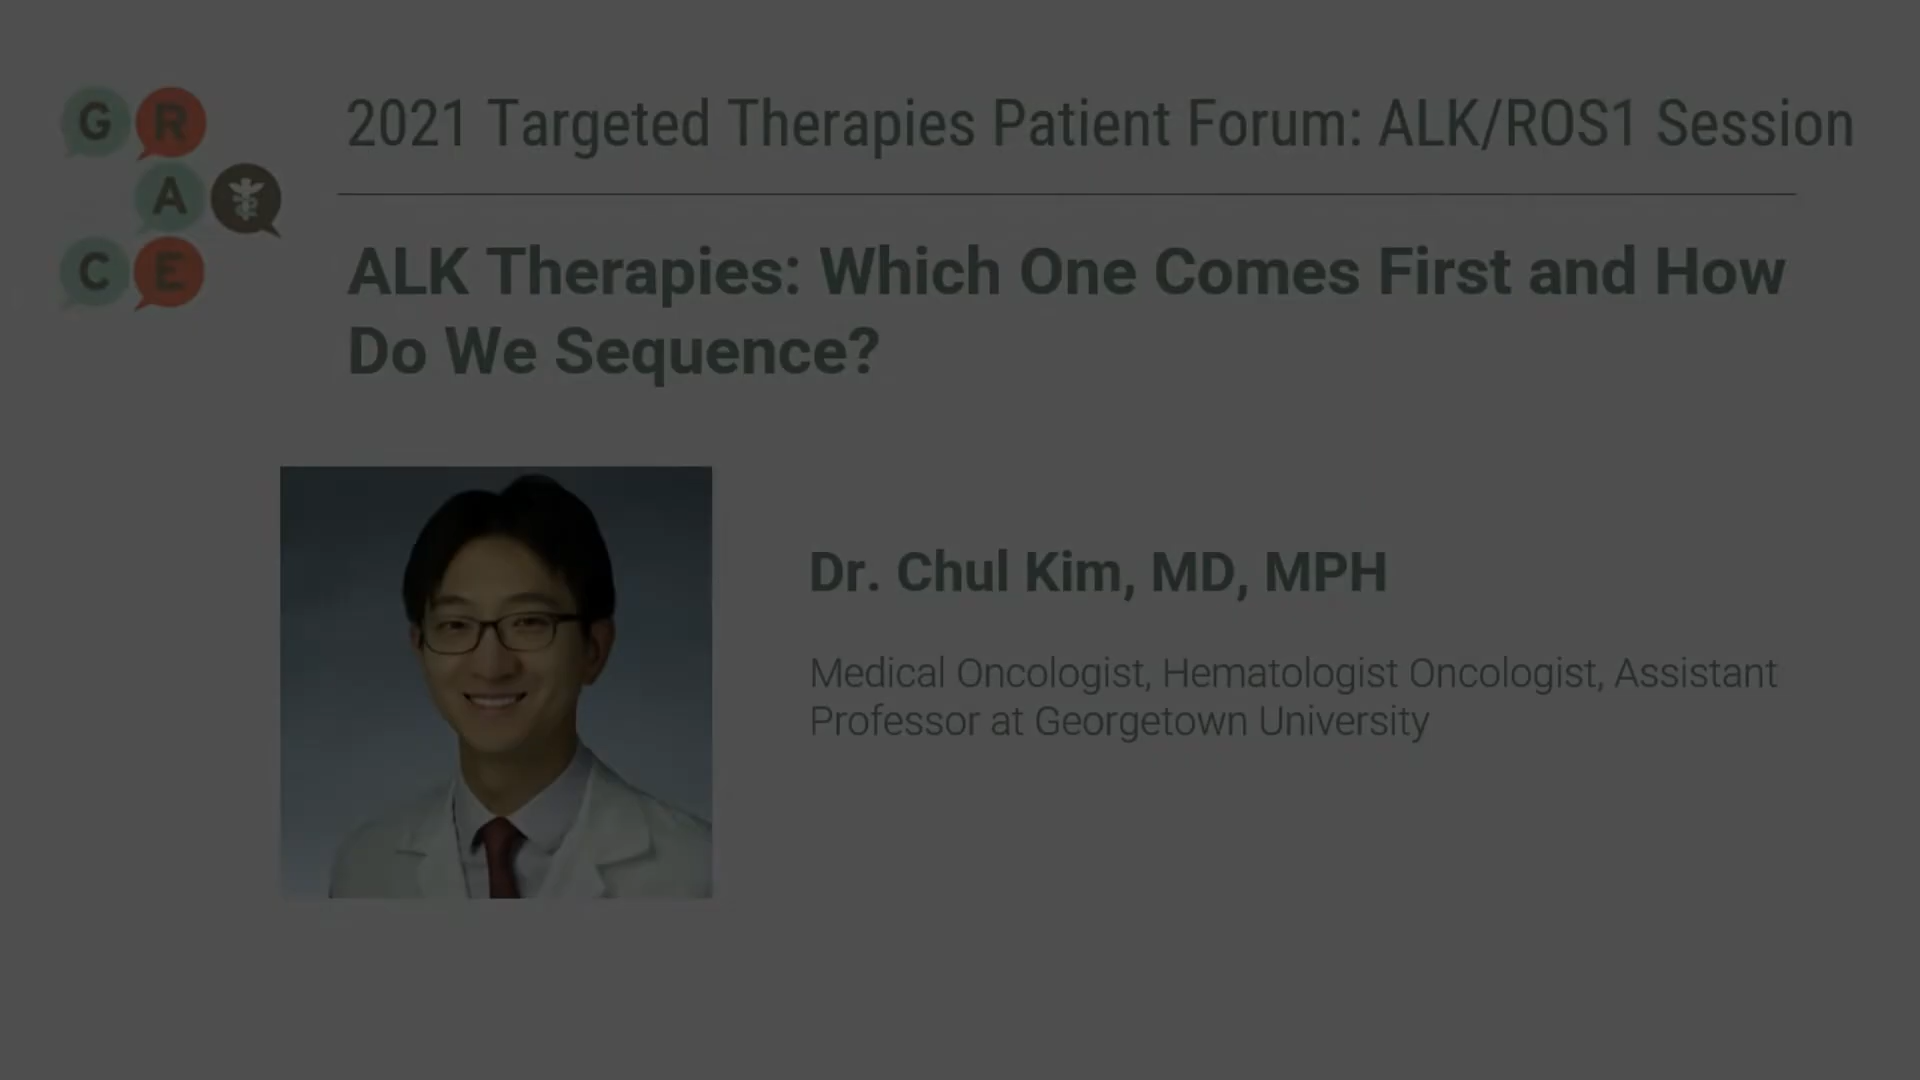 G R
A
C E
2021 Targeted Therapies Patient Forum: ALK/ROS1 Session
ALK Therapies: Which One Comes First and How
Do We Sequence?
Dr. Chul Kim, MD, MPH
Medical Oncologist, Hematologist Oncologist, Assistant
Professor at Georgetown University